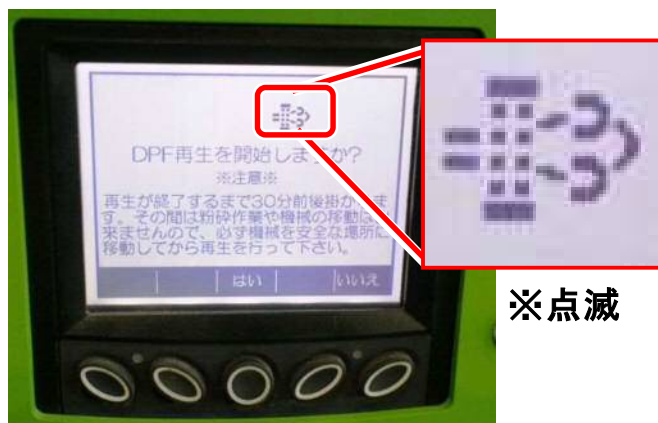 DPF再生を開始しますか?
※注意※
再生が終了するまで30分前後掛かりま
す。その間は粉砕作業や機械の移動は出
来ませんので、必ず機械を安全な場所に
移動してから再生を行って下さい。
はい いいえ
※点滅